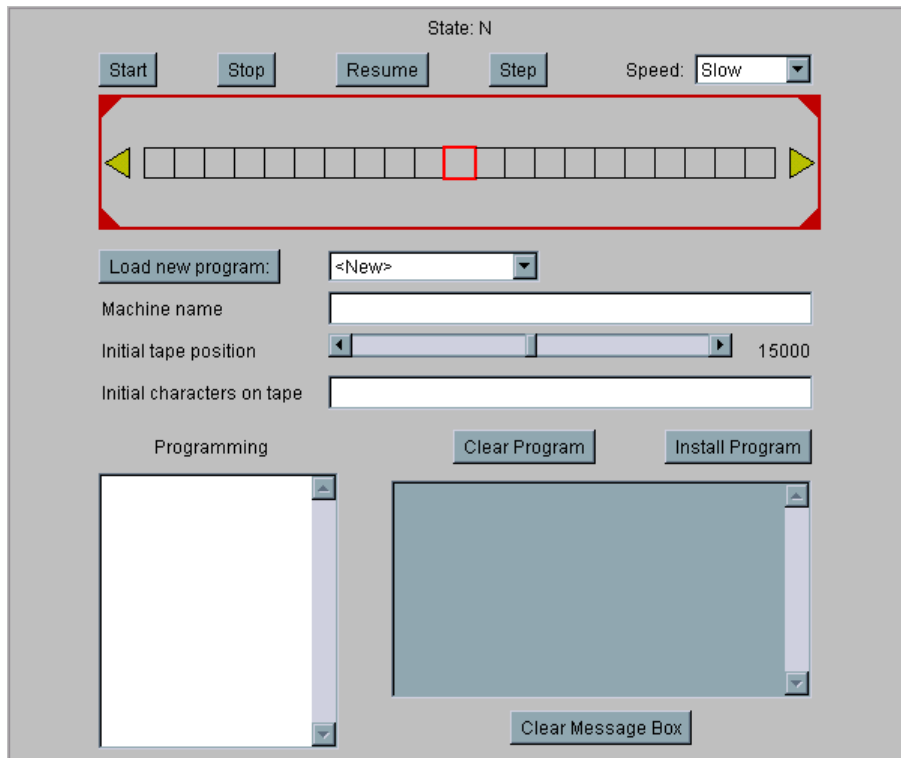 State: N
Start Stop Resume Step Speed: Slow
Load new program: <New>
Machine name
Initial tape position 15000
Initial characters on tape
Programming Clear Program Install Program
Clear Message Box